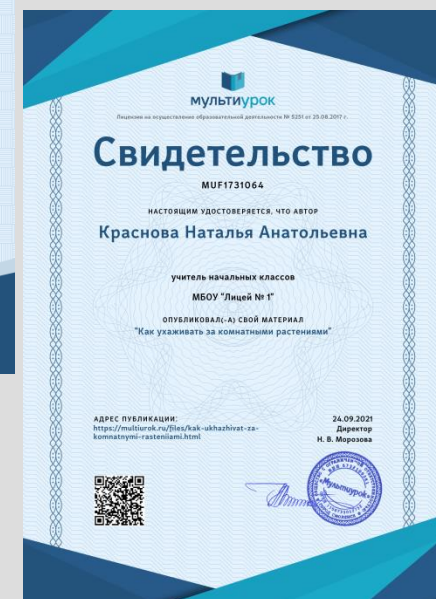 мультиурок
Лицензия на осуществление образовательной деятельности № 5251 от 25.08.2017 г.
Свидетельство
MUF1731064
НАСТОЯЩИМ УДОСТОВЕРЯЕТСЯ, ЧТО АВТОР
Краснова Наталья Анатольевна
учитель начальных классов
МБОУ "Лицей № 1"
ОПУБЛИКОВАЛ(-А) СВОЙ МАТЕРИАЛ
"Как ухаживать за комнатными растениями"
АДРЕС ПУБЛИКАЦИИ:
https://multiurok.ru/files/kak-ukhazhivat-za-
komnatnymi-rasteniiami.html
24.09.2021
Директор
Н. В. Морозова
Мультиурок